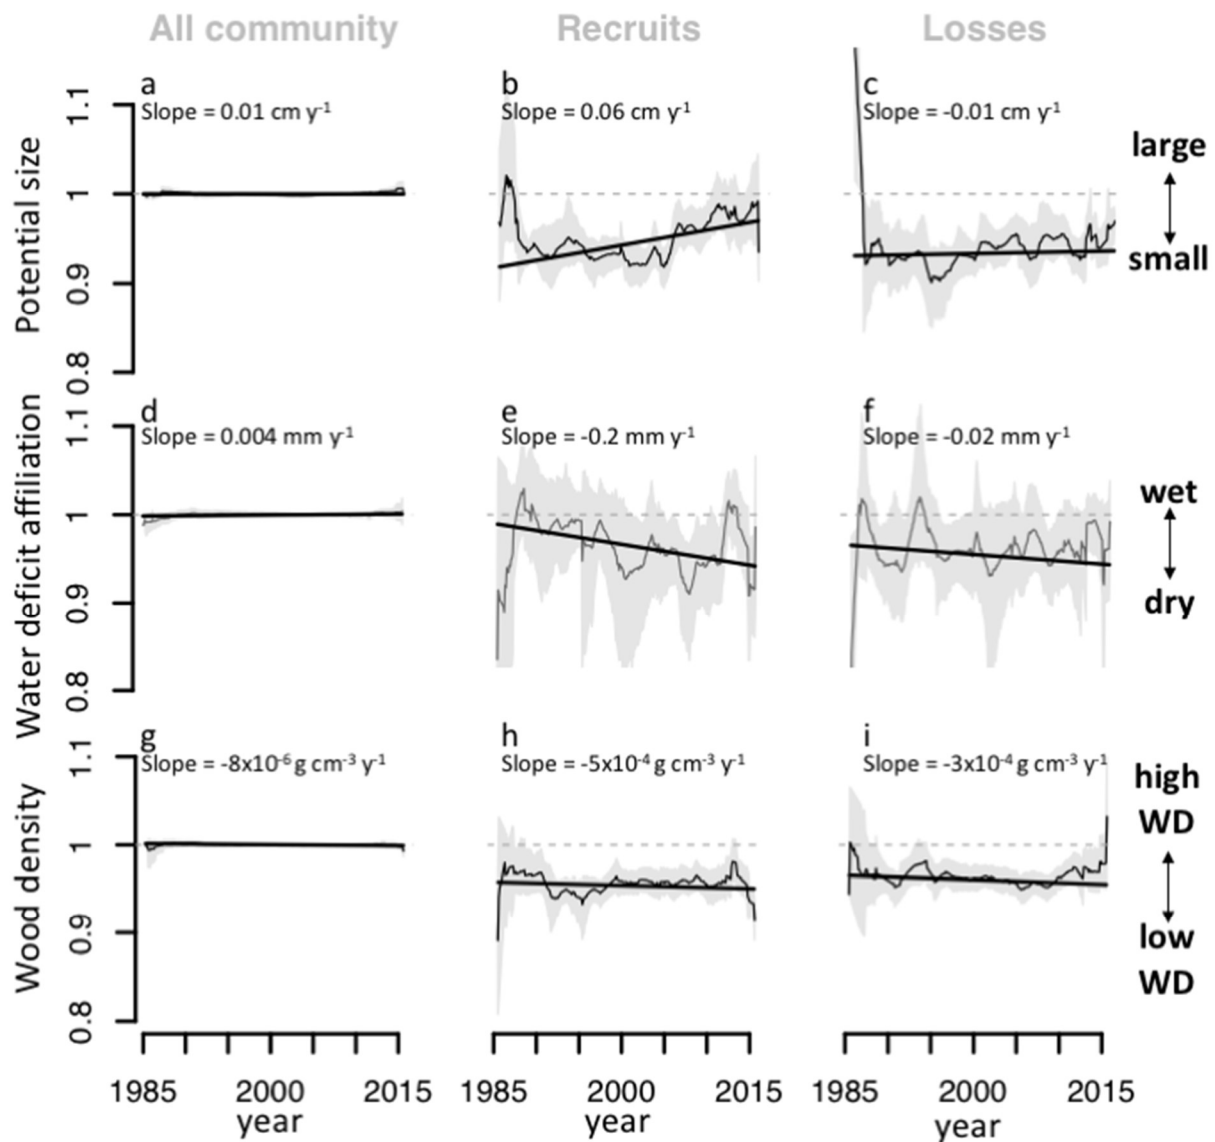 All community Recruits Losses
a b c
Slope = 0.01 cm y-1 Slope = 0.06 cm y-1 Slope = -0.01 cm y-1
Potential size
1.1
1
0.9
0.8
large
small
d e f
Slope = 0.004 mm y-1 Slope = -0.2 mm y-1 Slope = -0.02 mm y-1
Water deficit affiliation
1.1
1
0.9
0.8
wet
dry
g h i
Slope = -8x10-6 g cm-3 y-1 Slope = -5x10-4 g cm-3 y-1 Slope = -3x10-4 g cm-3 y-1
Wood density
1.1
1
0.9
0.8
high
WD
low
WD
1985 2000 2015 1985 2000 2015 1985 2000 2015
year year year